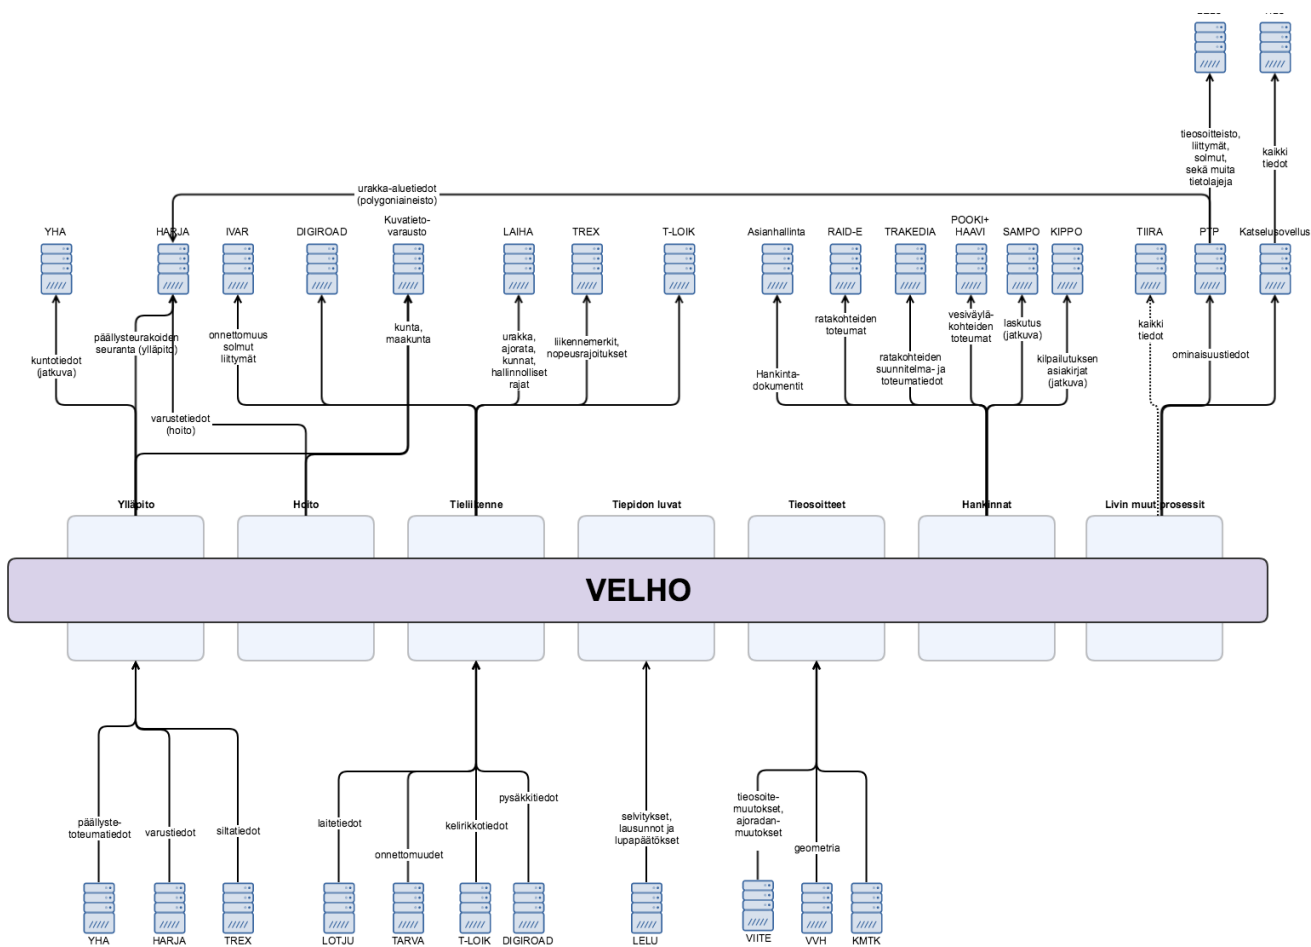 tieosoitteisto,
liittymät,
solmut,
sekä muita
tietolajeja
kaikki
tiedot
urakka-aluetiedot
(polygoniaineisto)
YHA
HARJA
IVAR
DIGIROAD
Kuvatieto-
varausto
LAIHA
TREX
T-LOIK
Asianhallinta
RAID-E
TRAKEDIA
POOKI+
HAAVI
SAMPO
KIPPO
TIIRA
PTP
Katselusovellus
kuntotiedot
(jatkuva)
päällysteurakoiden
seuranta (ylläpito)
varustetiedot
(hoito)
onnettomuus
solmut
liittymät
kunta,
maakunta
urakka,
ajorata,
kunnat,
hallinnolliset
rajat
liikennemerkit,
nopeusrajoitukset
Hankinta-
dokumentit
ratakohteiden
toteumat
ratakohteiden
suunnitelma- ja
toteumatiedot
vesiväylä-
kohteiden
toteumat
laskutus
(jatkuva)
kilpailutuksen
asiakirjat
(jatkuva)
kaikki
tiedot
ominaisuustiedot
Ylläpito
Hoito
Tieliikenne
Tiepidon luvat
Tieosoitteet
Hankinnat
Livin muut prosessit
VELHO
päällyste-
toteumatiedot
varustiedot
siltatiedot
laitetiedot
onnettomuudet
kelirikkotiedot
pysäkkitiedot
selvitykset,
lausunnot ja
lupapäätökset
tieosoite-
muutokset,
ajoradan-
muutokset
geometria
YHA
HARJA
TREX
LOTJU
TARVA
T-LOIK
DIGIROAD
LELU
VIITE
VVH
KMTK